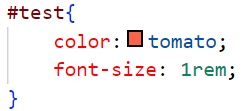 #test{
    color: tomato;
    font-size: 1rem;
}